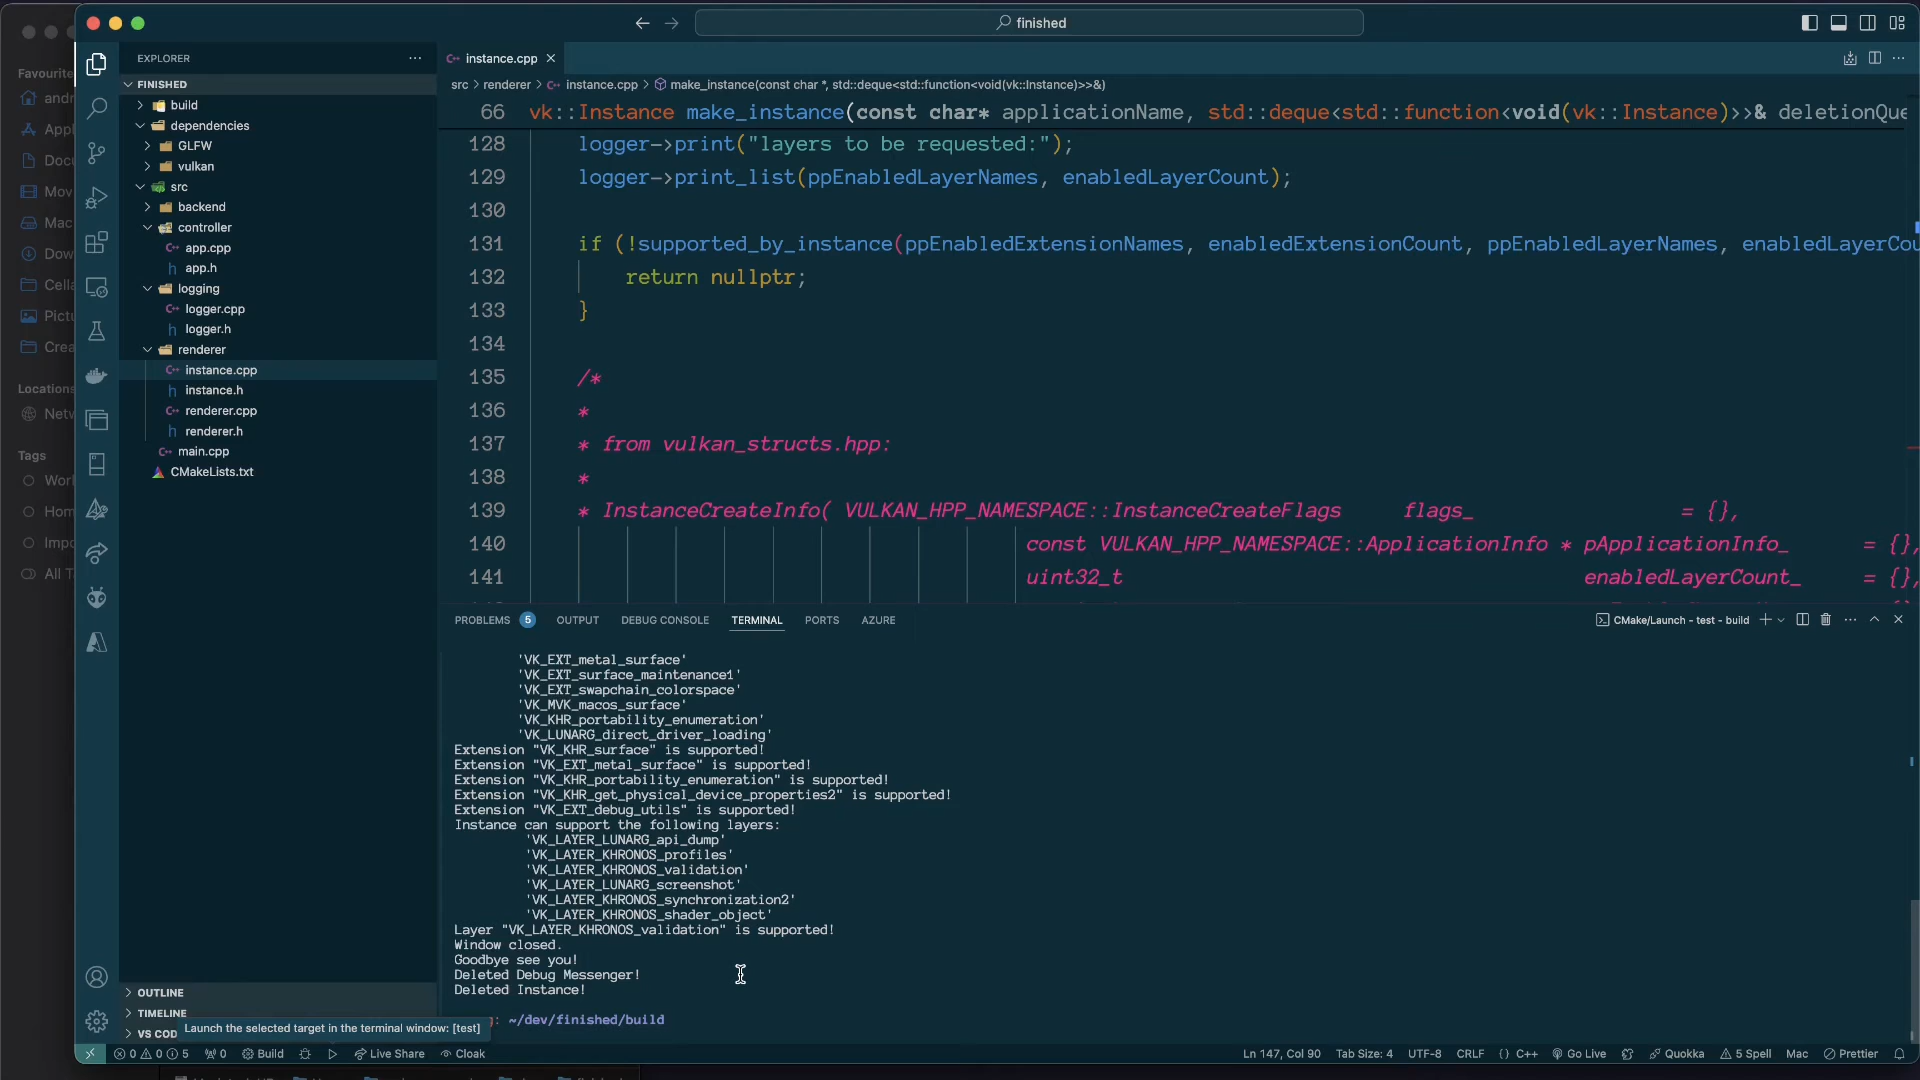 finished
Favourite
EXPLORER
FINISHED
build
dependencies
GLFW
vulkan
src
backend
controller
app.cpp
app.h
logging
logger.cpp
logger.h
renderer
instance.cpp
instance.h
renderer.cpp
renderer.h
main.cpp
CMakeLists.txt
OUTLINE
TIMELINE
VS COD
Launch the selected target in the terminal window: [test]
Locations
Tags
instance.cpp
src > renderer > instance.cpp > make_instance(const char *, std::deque<std::function<void(vk::Instance)>>&)
66 vk::Instance make_instance(const char* applicationName, std::deque<std::function<void(vk::Instance)>>& deletionQue
128 logger->print("layers to be requested:");
129 logger->print_list(ppEnabledLayerNames, enabledLayerCount);
130
131 if (!supported_by_instance(ppEnabledExtensionNames, enabledExtensionCount, ppEnabledLayerNames, enabledLayerCou
132 return nullptr;
133 }
134
135 /*
136 *
137 * from vulkan_structs.hpp:
138 *
139 * InstanceCreateInfo( VULKAN_HPP_NAMESPACE::InstanceCreateFlags flags_ = {},
140 const VULKAN_HPP_NAMESPACE::ApplicationInfo * pApplicationInfo_ = {},
141 uint32_t enabledLayerCount_ = {},
PROBLEMS 5 OUTPUT DEBUG CONSOLE TERMINAL PORTS AZURE
CMake/Launch - test - build
'VK_EXT_metal_surface'
'VK_EXT_surface_maintenance1'
'VK_EXT_swapchain_colorspace'
'VK_MVK_macos_surface'
'VK_KHR_portability_enumeration'
'VK_LUNARG_direct_driver_loading'
Extension "VK_KHR_surface" is supported!
Extension "VK_EXT_metal_surface" is supported!
Extension "VK_KHR_portability_enumeration" is supported!
Extension "VK_KHR_get_physical_device_properties2" is supported!
Extension "VK_EXT_debug_utils" is supported!
Instance can support the following layers:
'VK_LAYER_LUNARG_api_dump'
'VK_LAYER_KHRONOS_profiles'
'VK_LAYER_KHRONOS_validation'
'VK_LAYER_LUNARG_screenshot'
'VK_LAYER_KHRONOS_synchronization2'
'VK_LAYER_KHRONOS_shader_object'
Layer "VK_LAYER_KHRONOS_validation" is supported!
Window closed.
Goodbye see you!
Deleted Debug Messenger!
Deleted Instance!
: ~/dev/finished/build
0 0 5 0 Build Live Share Cloak
Ln 147, Col 90 Tab Size: 4 UTF-8 CRLF {} C++ Go Live Quokka 5 Spell Mac Prettier